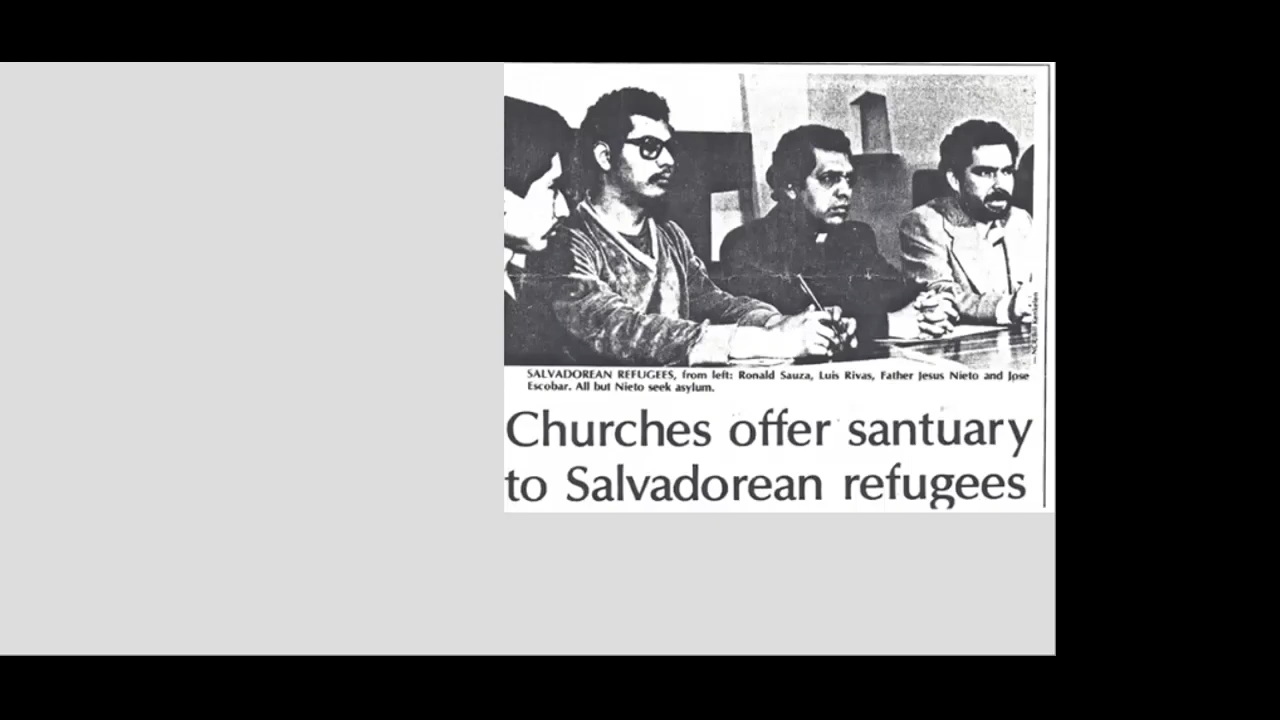 SALVADOREAN REFUGEES, from left: Ronald Sauza, Luis Rivas, Father Jesus Nieto and Jose
Escobar. All but Nieto seek asylum.
Churches offer santuary
to Salvadorean refugees